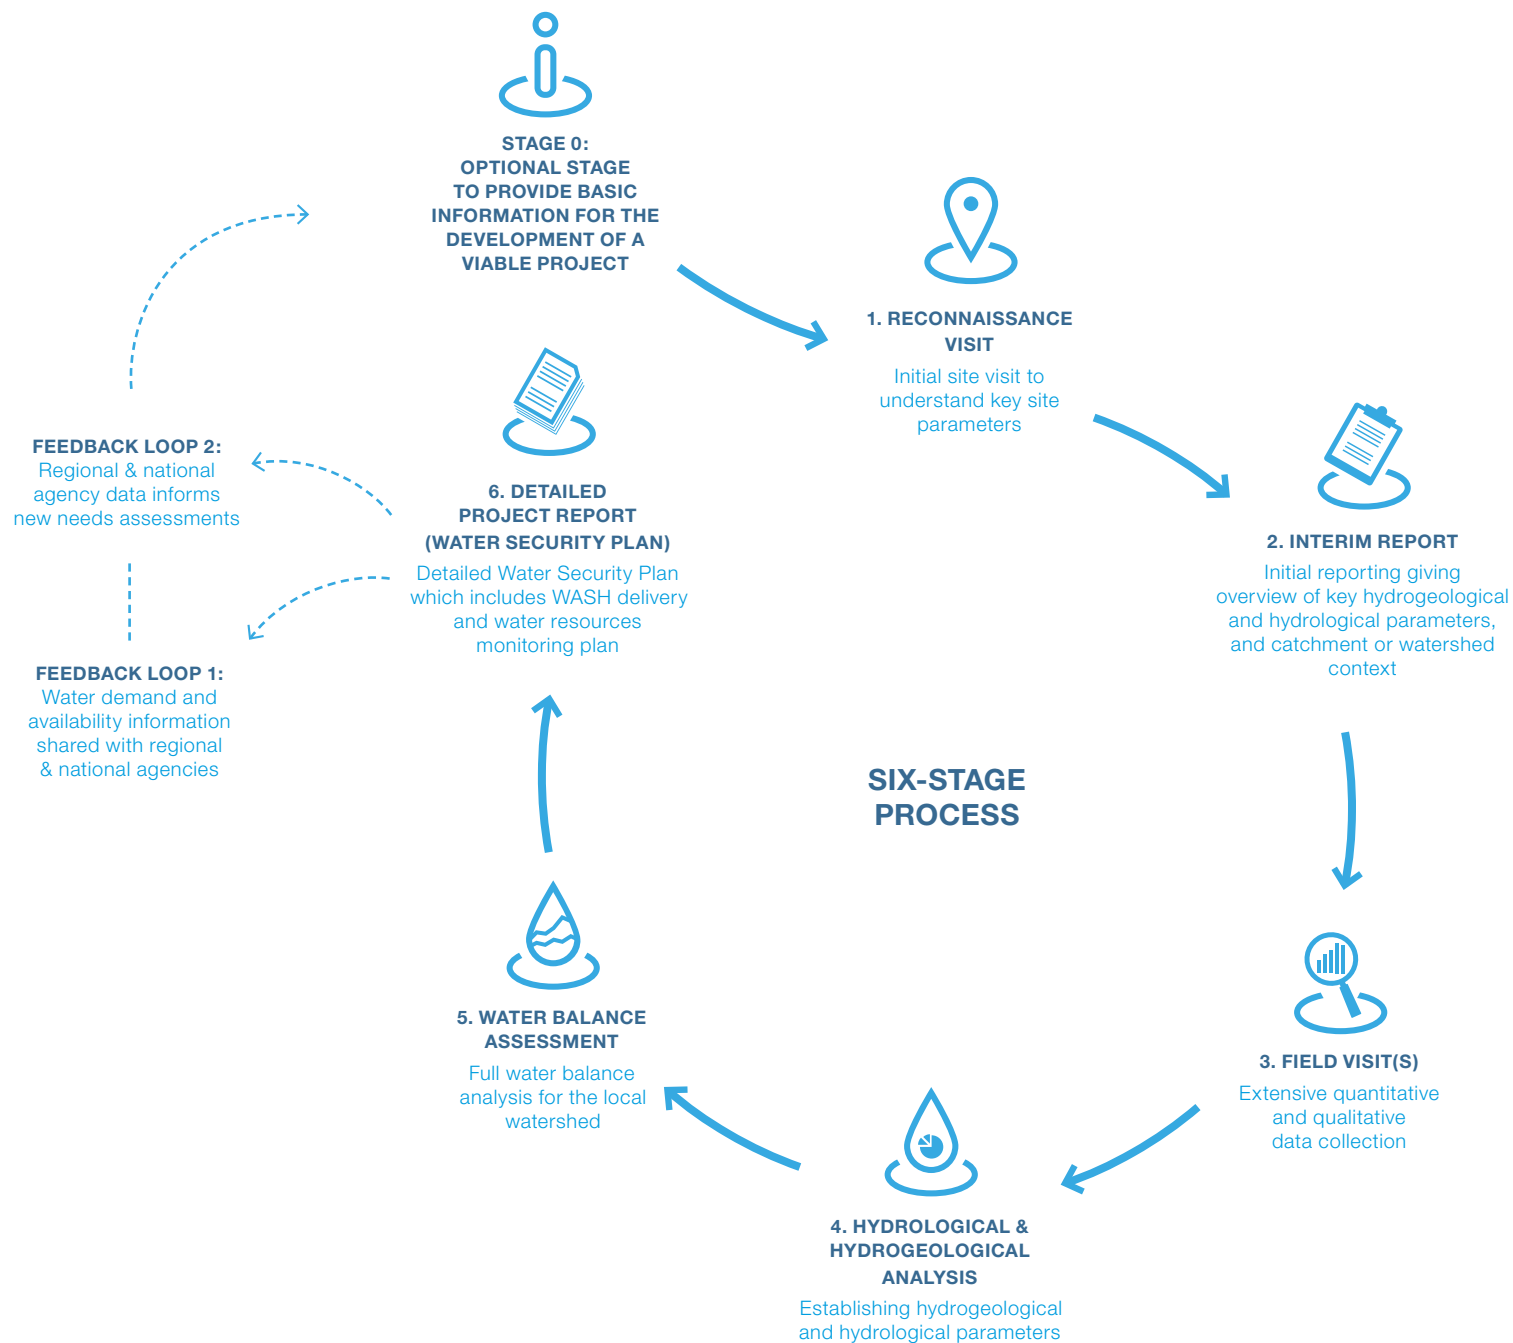 STAGE 0:
OPTIONAL STAGE
TO PROVIDE BASIC
INFORMATION FOR THE
DEVELOPMENT OF A
VIABLE PROJECT
1. RECONNAISSANCE
VISIT
Initial site visit to
understand key site
parameters
2. INTERIM REPORT
Initial reporting giving
overview of key hydrogeological
and hydrological parameters,
and catchment or watershed
context
3. FIELD VISIT(S)
Extensive quantitative
and qualitative
data collection
4. HYDROLOGICAL &
HYDROGEOLOGICAL
ANALYSIS
Establishing hydrogeological
and hydrological parameters
5. WATER BALANCE
ASSESSMENT
Full water balance
analysis for the local
watershed
6. DETAILED
PROJECT REPORT
(WATER SECURITY PLAN)
Detailed Water Security Plan
which includes WASH delivery
and water resources
monitoring plan
FEEDBACK LOOP 1:
Water demand and
availability information
shared with regional
& national agencies
FEEDBACK LOOP 2:
Regional & national
agency data informs
new needs assessments
SIX-STAGE
PROCESS